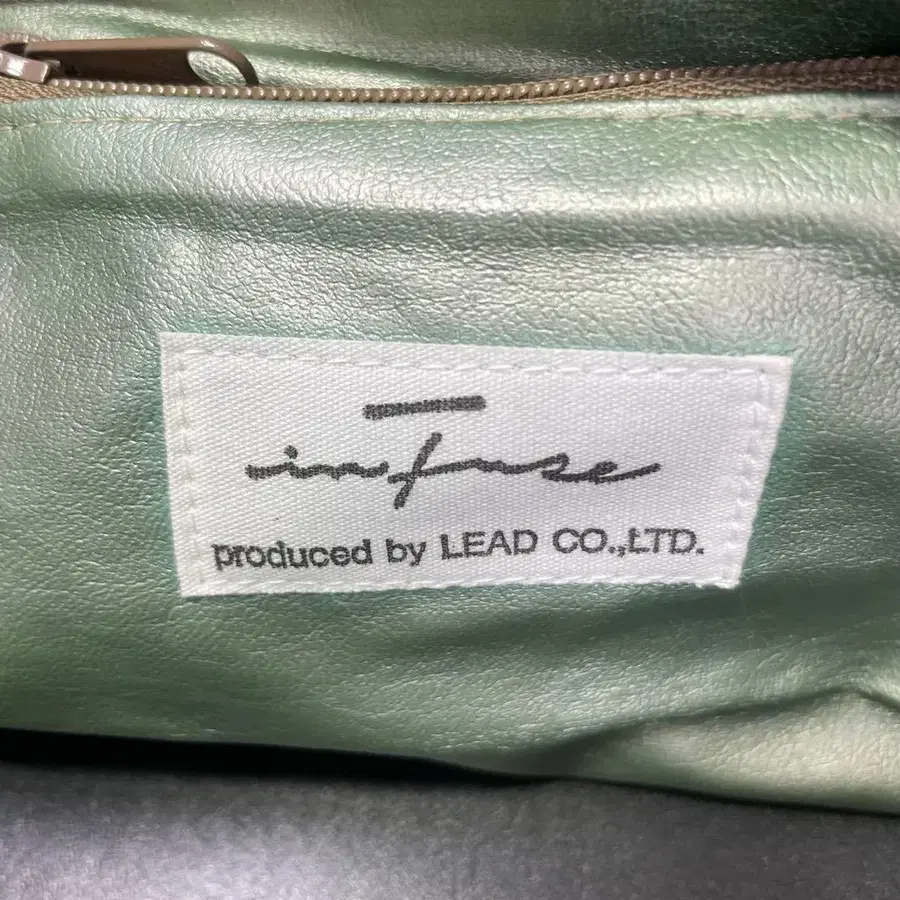 infuse
produced by LEAD CO.,LTD.